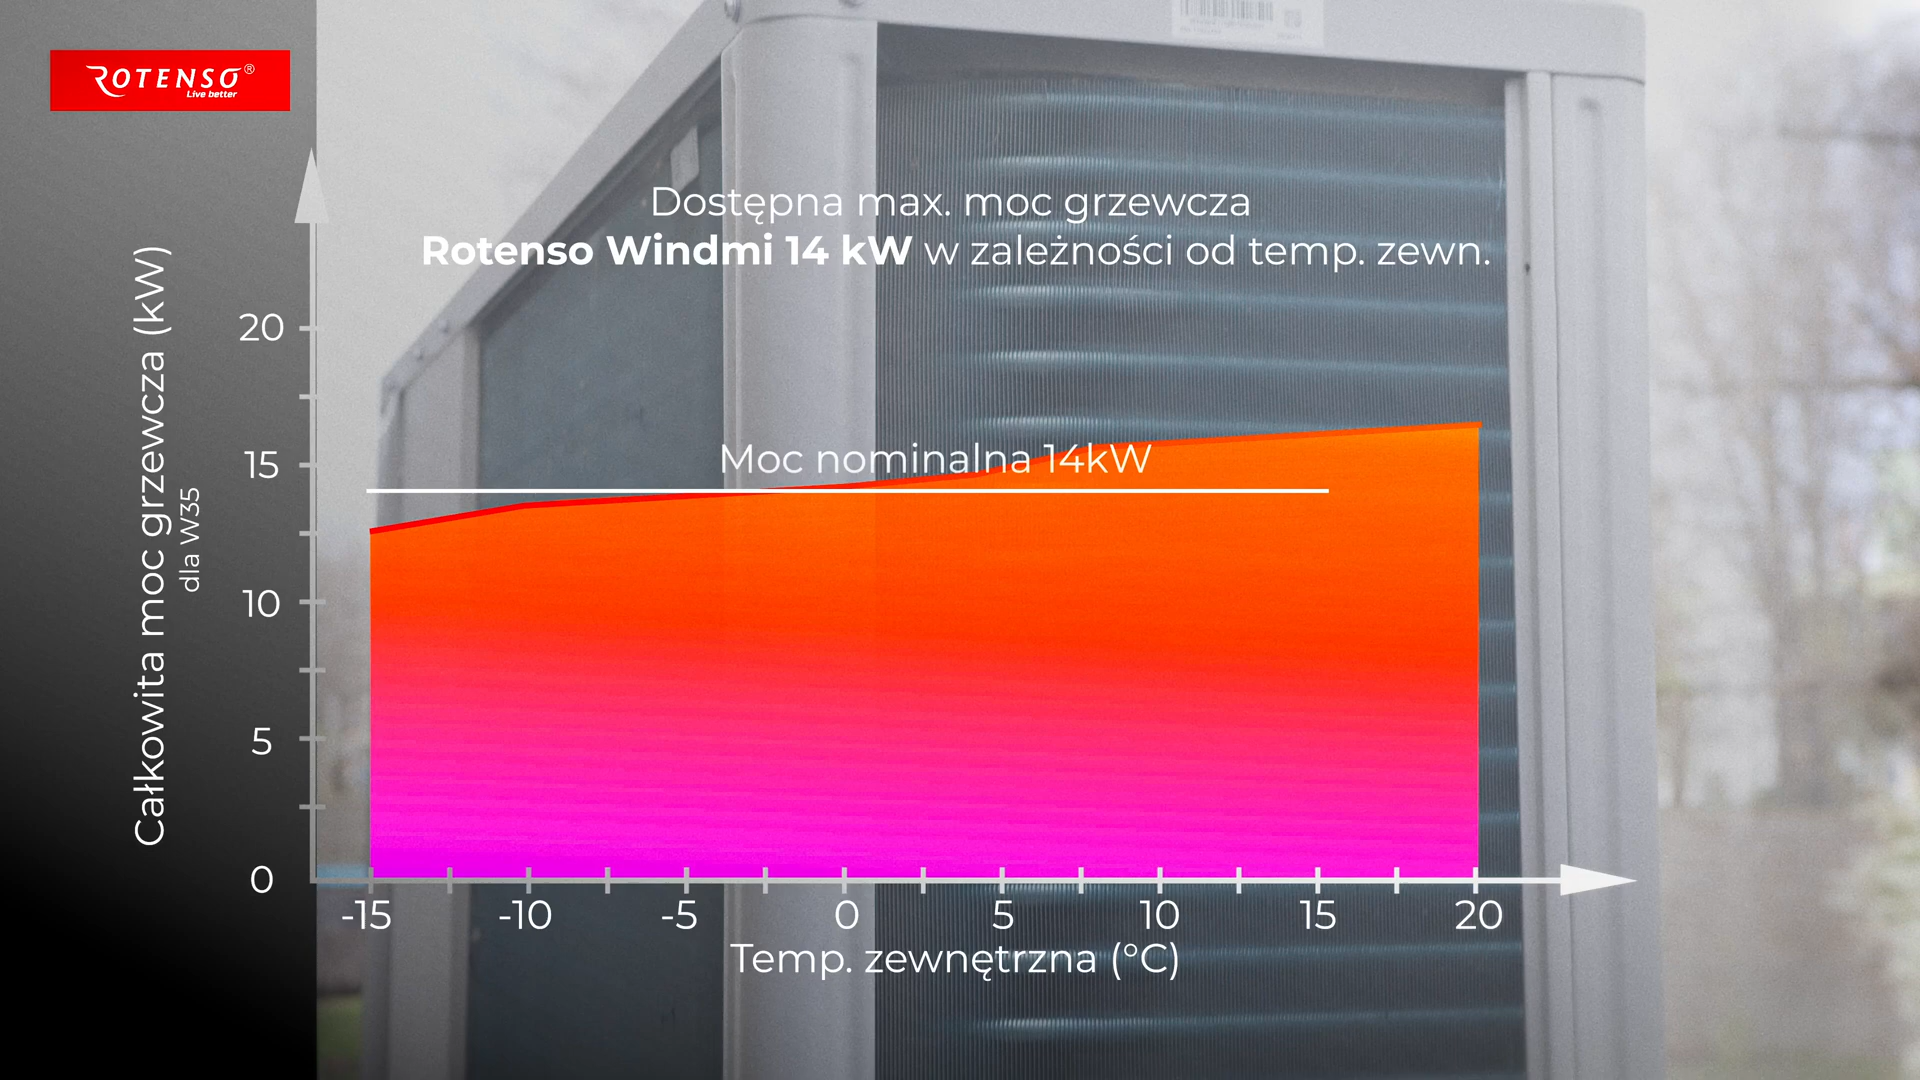 ROTENSO®
Live better
Dostępna max. moc grzewcza
Rotenso Windmi 14 kW w zależności od temp. zewn.
Całkowita moc grzewcza (kW)
dla W35
20
15
10
5
0
Moc nominalna 14kW
-15 -10 -5 0 5 10 15 20
Temp. zewnętrzna (°C)